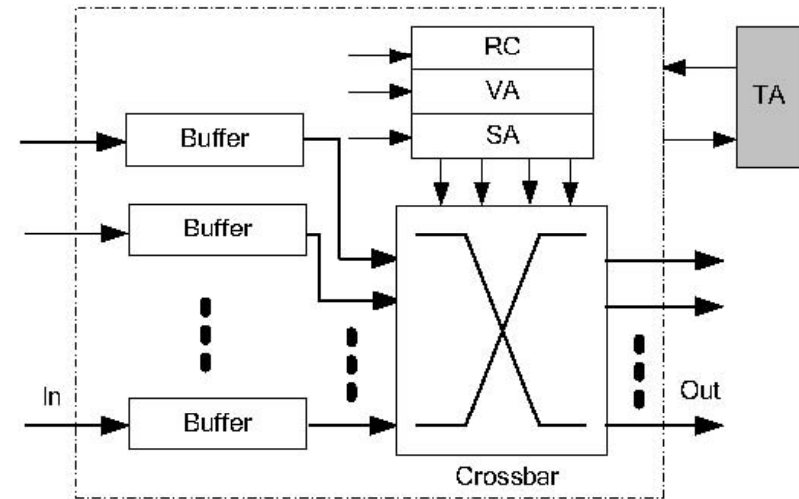 RC
VA
SA
TA
Buffer
Buffer
In
Buffer
Out
Crossbar